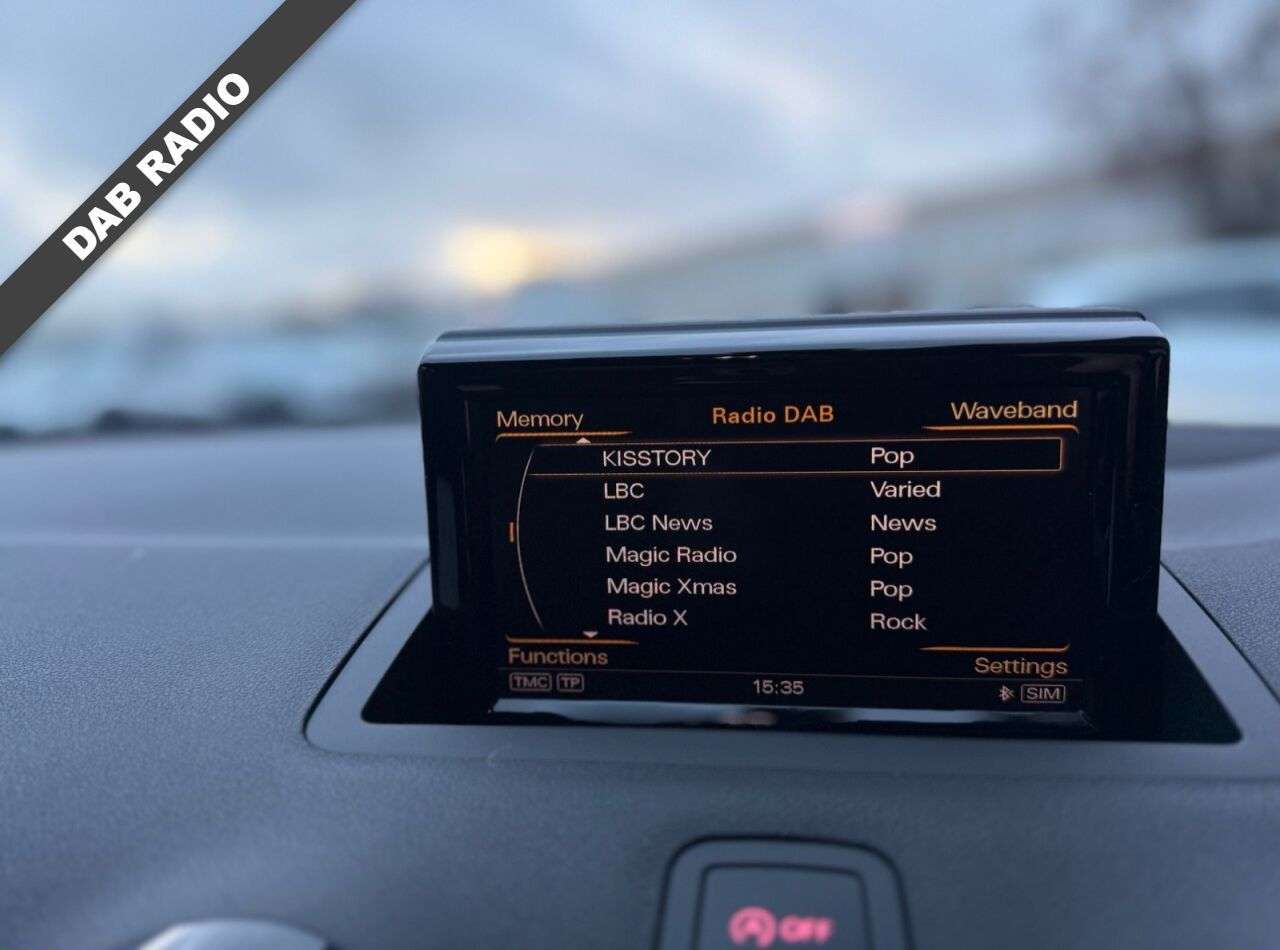 DAB RADIO
Memory Radio DAB Waveband
KISSTORY Pop
LBC Varied
LBC News News
Magic Radio Pop
Magic Xmas Pop
Radio X Rock
Functions Settings
TMC TP 15:35 SIM
A OFF